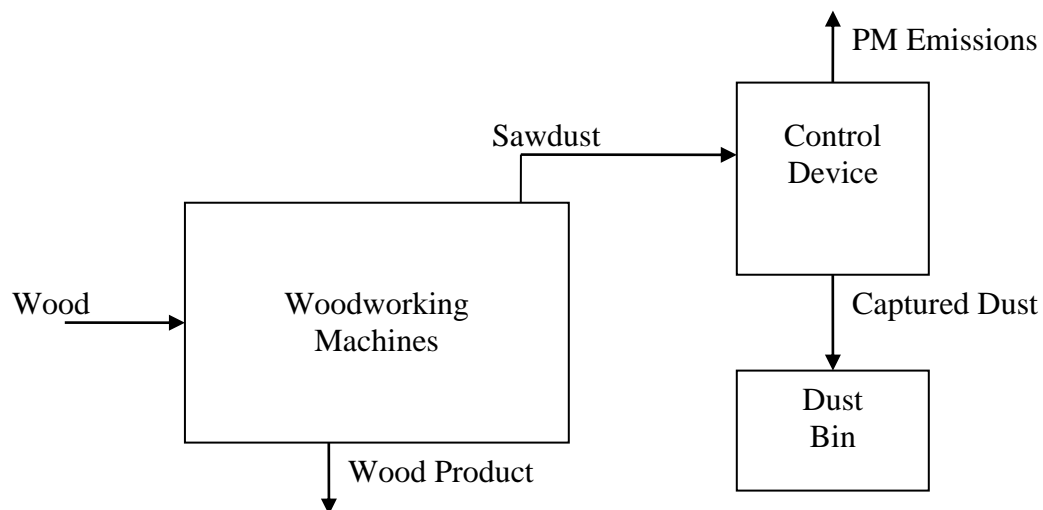 PM Emissions
Control
Device
Sawdust
Wood
Woodworking
Machines
Captured Dust
Dust
Bin
Wood Product